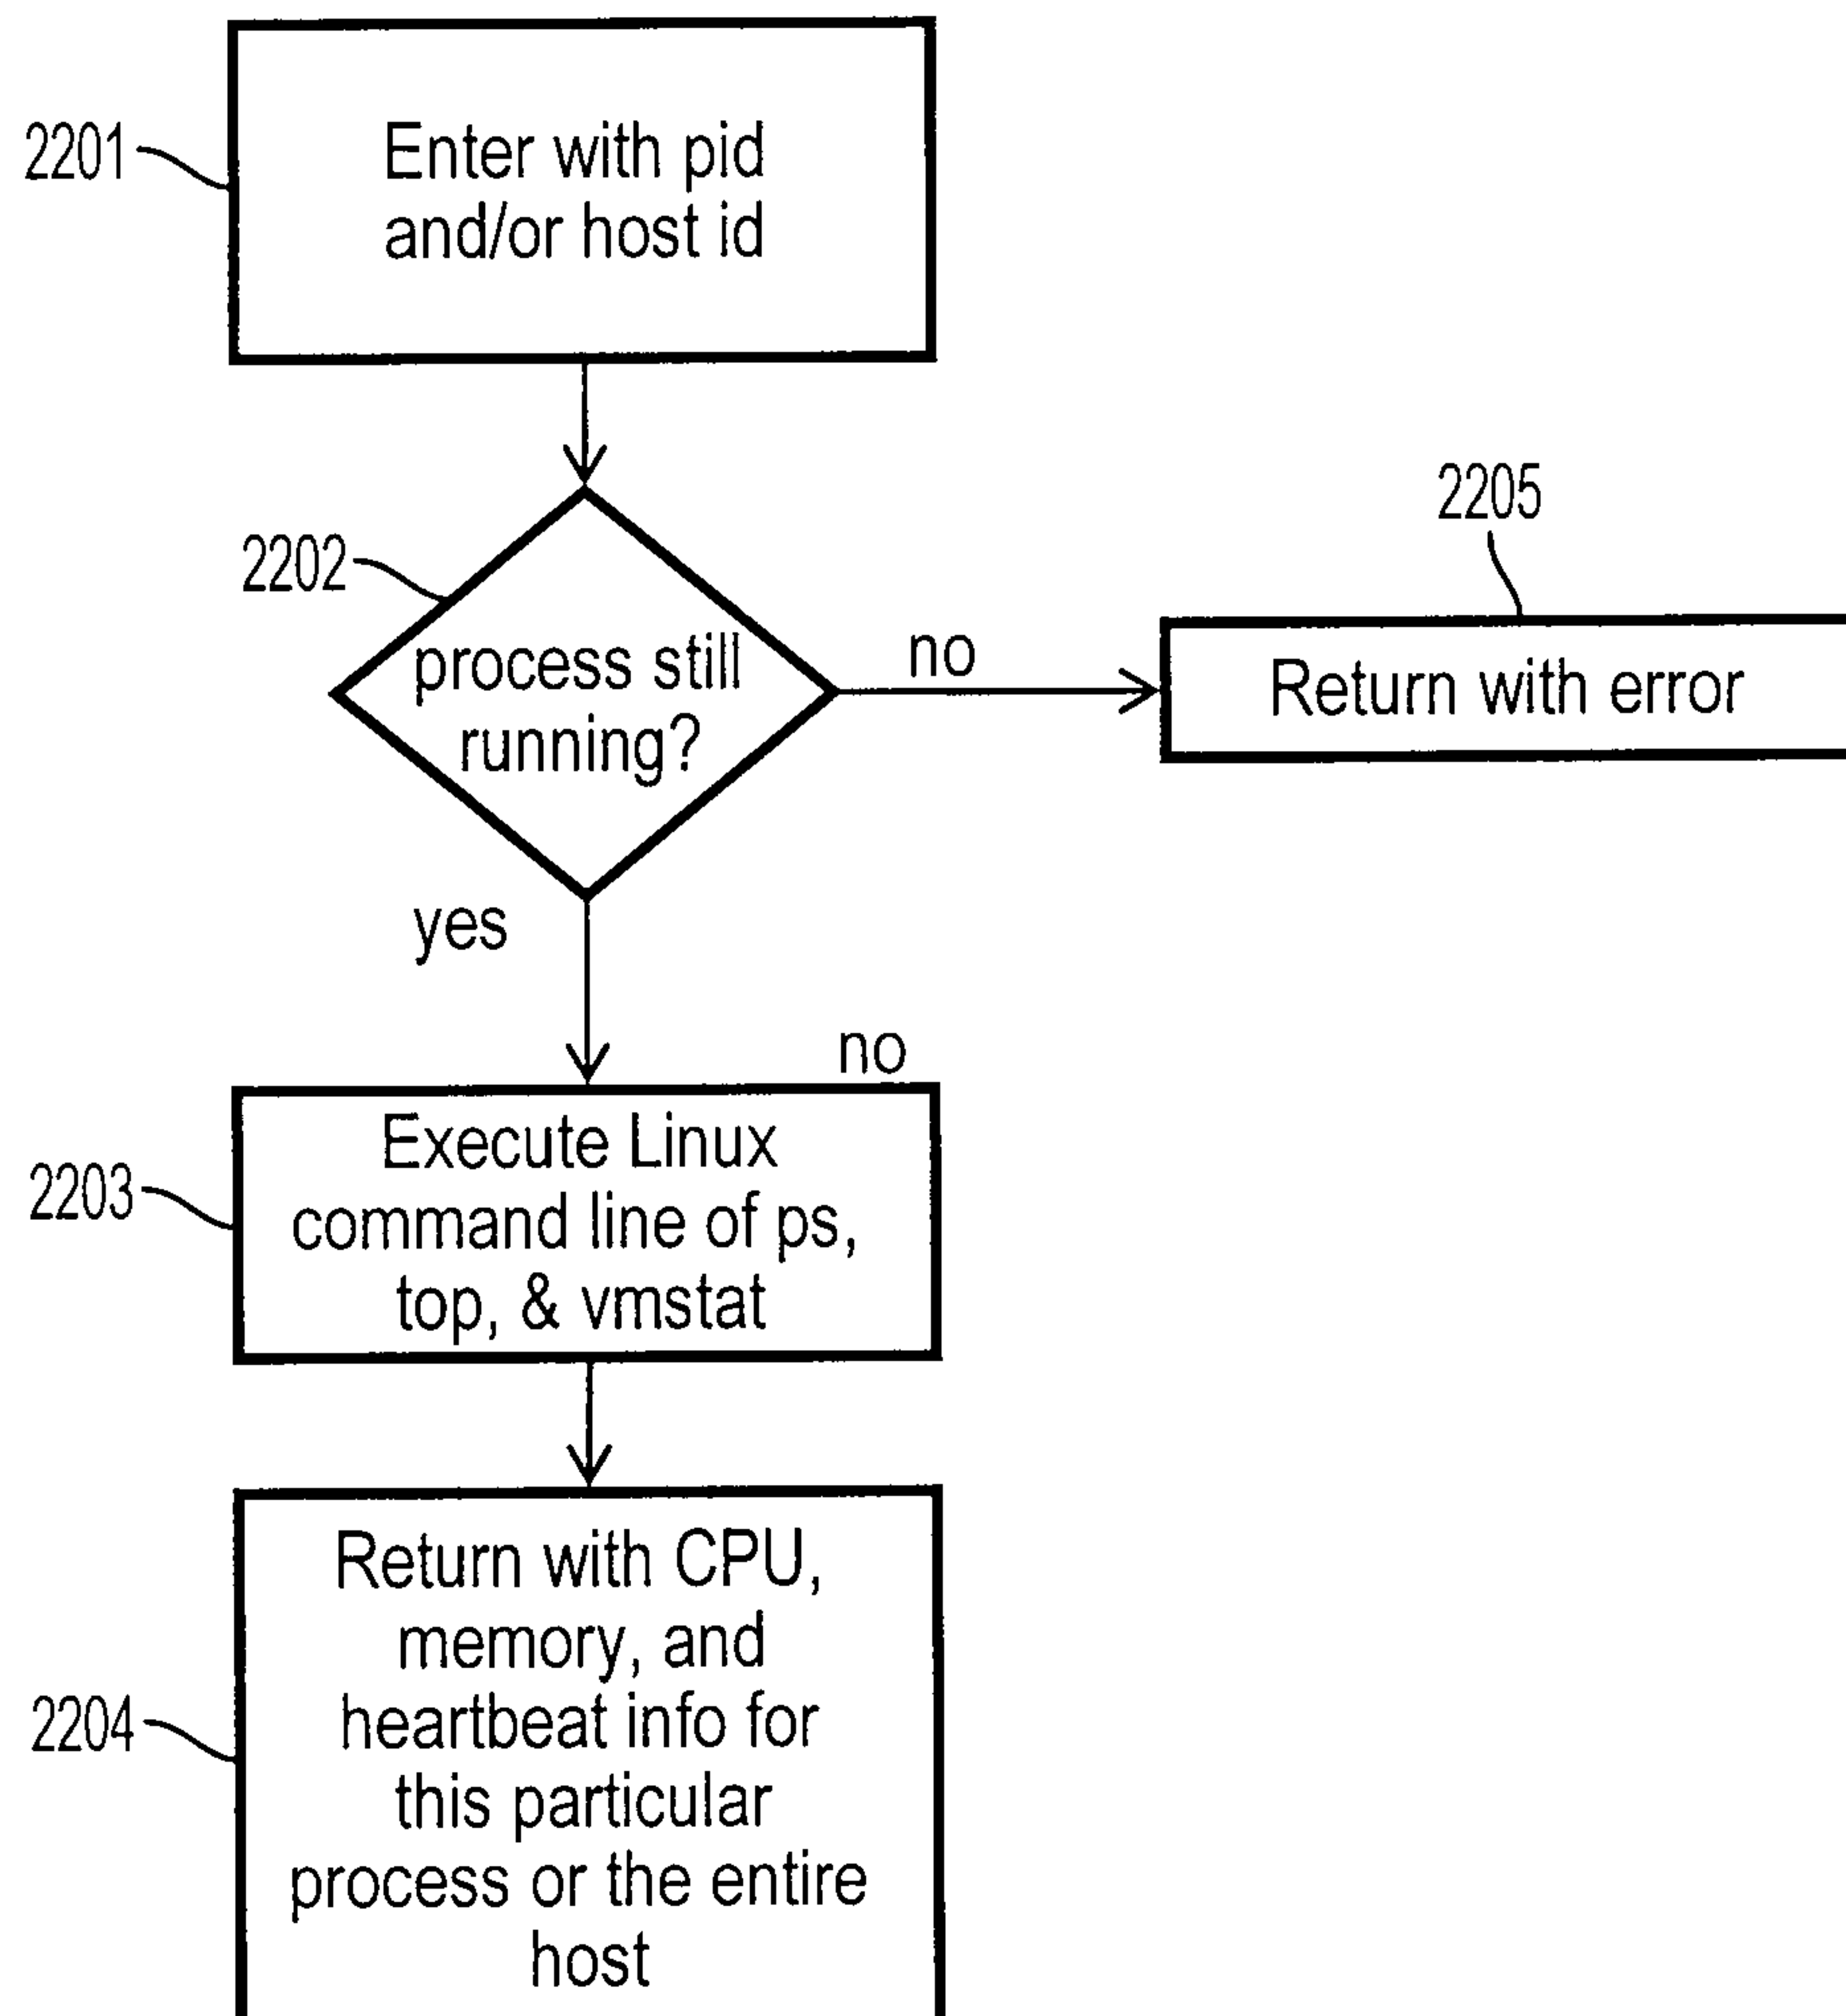 2201
Enter with pid
and/or host id
2202
process still
running?
no
2205
Return with error
yes
no
2203
Execute Linux
command line of ps,
top, & vmstat
2204
Return with CPU,
memory, and
heartbeat info for
this particular
process or the entire
host